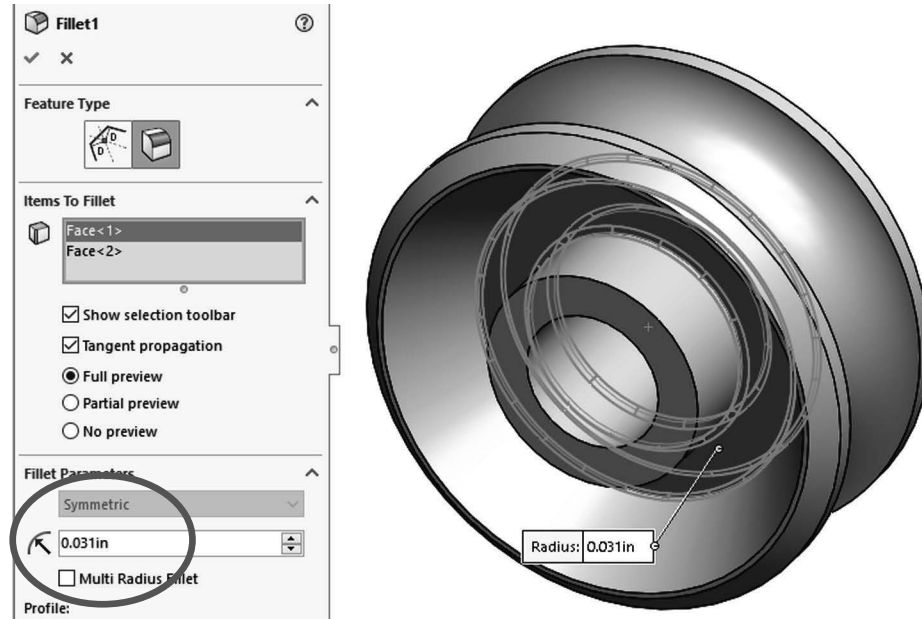 Fillet1
?
Feature Type
D
D
Items To Fillet
Face<1>
Face<2>
Show selection toolbar
Tangent propagation
Full preview
Partial preview
No preview
Fillet Parameters
Symmetric
0.031in
Multi Radius Fillet
Profile:
Radius: 0.031in